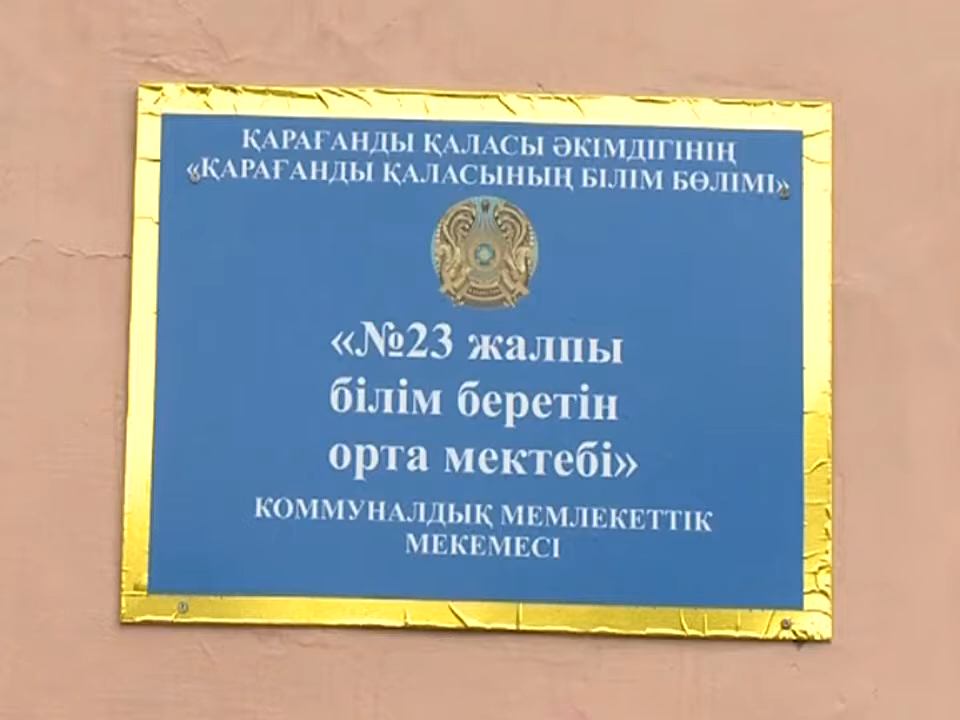 ҚАРАҒАНДЫ ҚАЛАСЫ ӘКІМДІГІНІҢ
«ҚАРАҒАНДЫ ҚАЛАСЫНЫҢ БІЛІМ БӨЛІМІ»
«№23 жалпы
білім беретін
орта мектебі»
КОММУНАЛДЫҚ МЕМЛЕКЕТТІК
МЕКЕМЕСІ